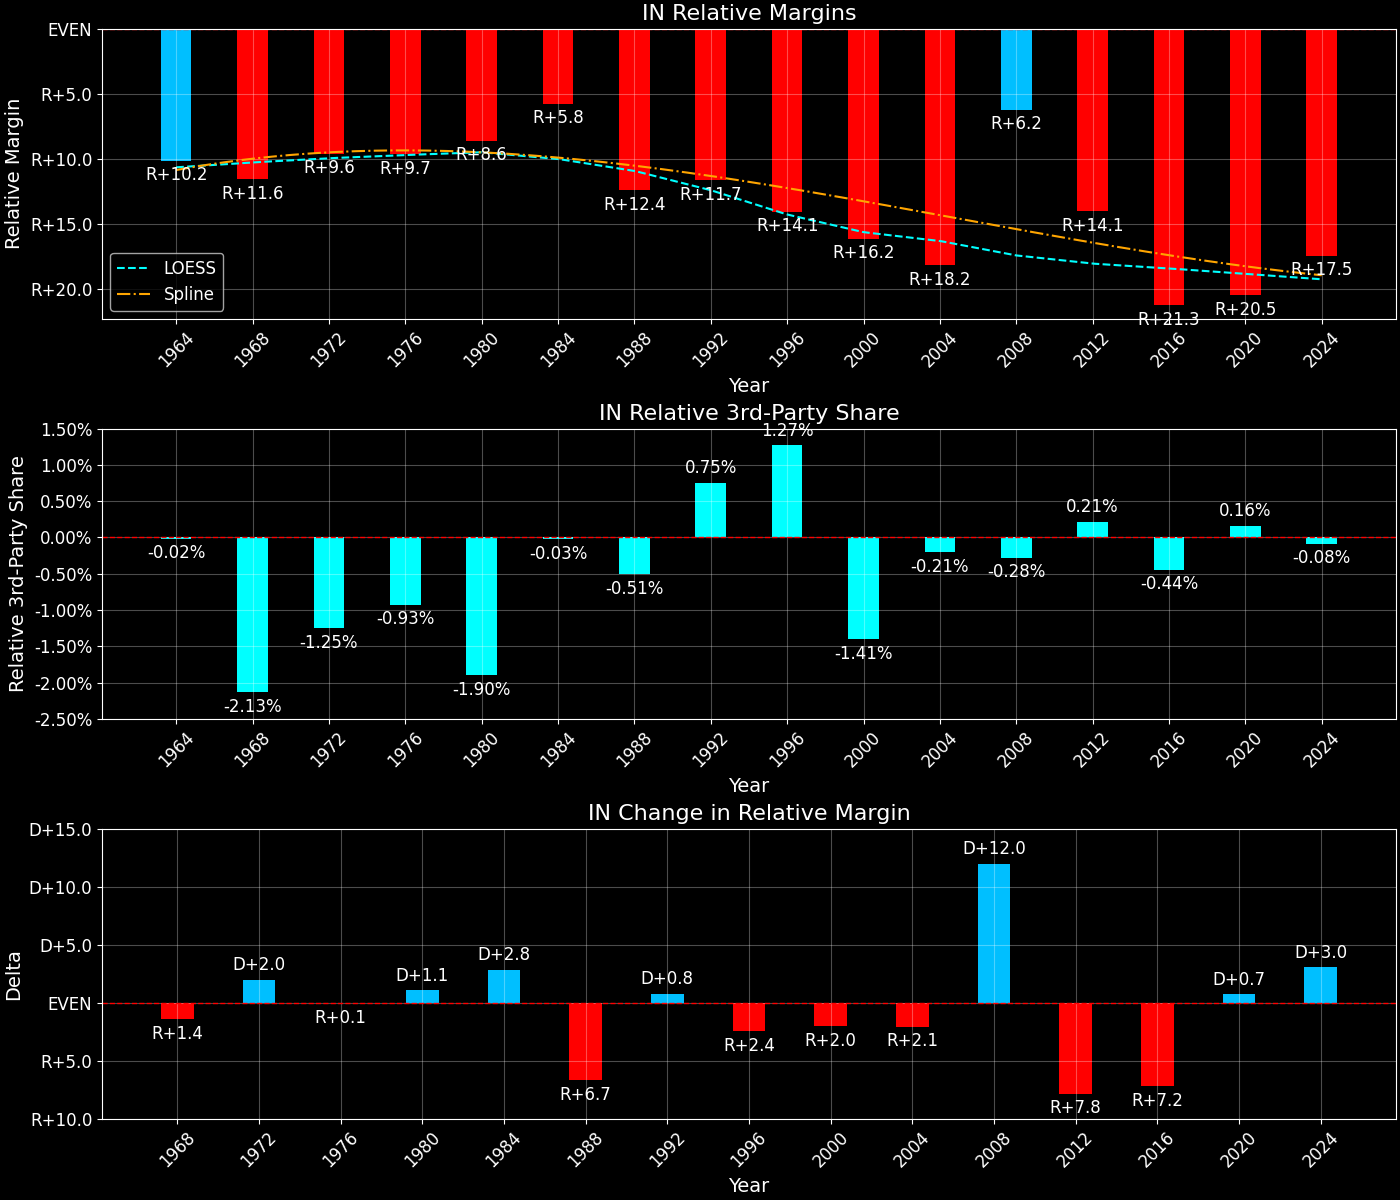 IN Relative Margins
Relative Margin
EVEN
R+5.0
R+10.0
R+15.0
R+20.0
R+10.2
R+11.6
R+9.6
R+9.7
R+8.6
R+5.8
R+12.4
R+11.7
R+14.1
R+16.2
R+18.2
R+6.2
R+14.1
R+21.3
R+20.5
R+17.5
LOESS
Spline
1964 1968 1972 1976 1980 1984 1988 1992 1996 2000 2004 2008 2012 2016 2020 2024
Year
IN Relative 3rd-Party Share
Relative 3rd-Party Share
1.50%
1.00%
0.50%
0.00%
-0.50%
-1.00%
-1.50%
-2.00%
-2.50%
-0.02%
-2.13%
-1.25%
-0.93%
-1.90%
-0.03%
-0.51%
0.75%
1.27%
-1.41%
-0.21%
-0.28%
0.21%
-0.44%
0.16%
-0.08%
1964 1968 1972 1976 1980 1984 1988 1992 1996 2000 2004 2008 2012 2016 2020 2024
Year
IN Change in Relative Margin
Delta
D+15.0
D+10.0
D+5.0
EVEN
R+5.0
R+10.0
R+1.4
D+2.0
R+0.1
D+1.1
D+2.8
R+6.7
D+0.8
R+2.4
R+2.0
R+2.1
D+12.0
R+7.8
R+7.2
D+0.7
D+3.0
1968 1972 1976 1980 1984 1988 1992 1996 2000 2004 2008 2012 2016 2020 2024
Year